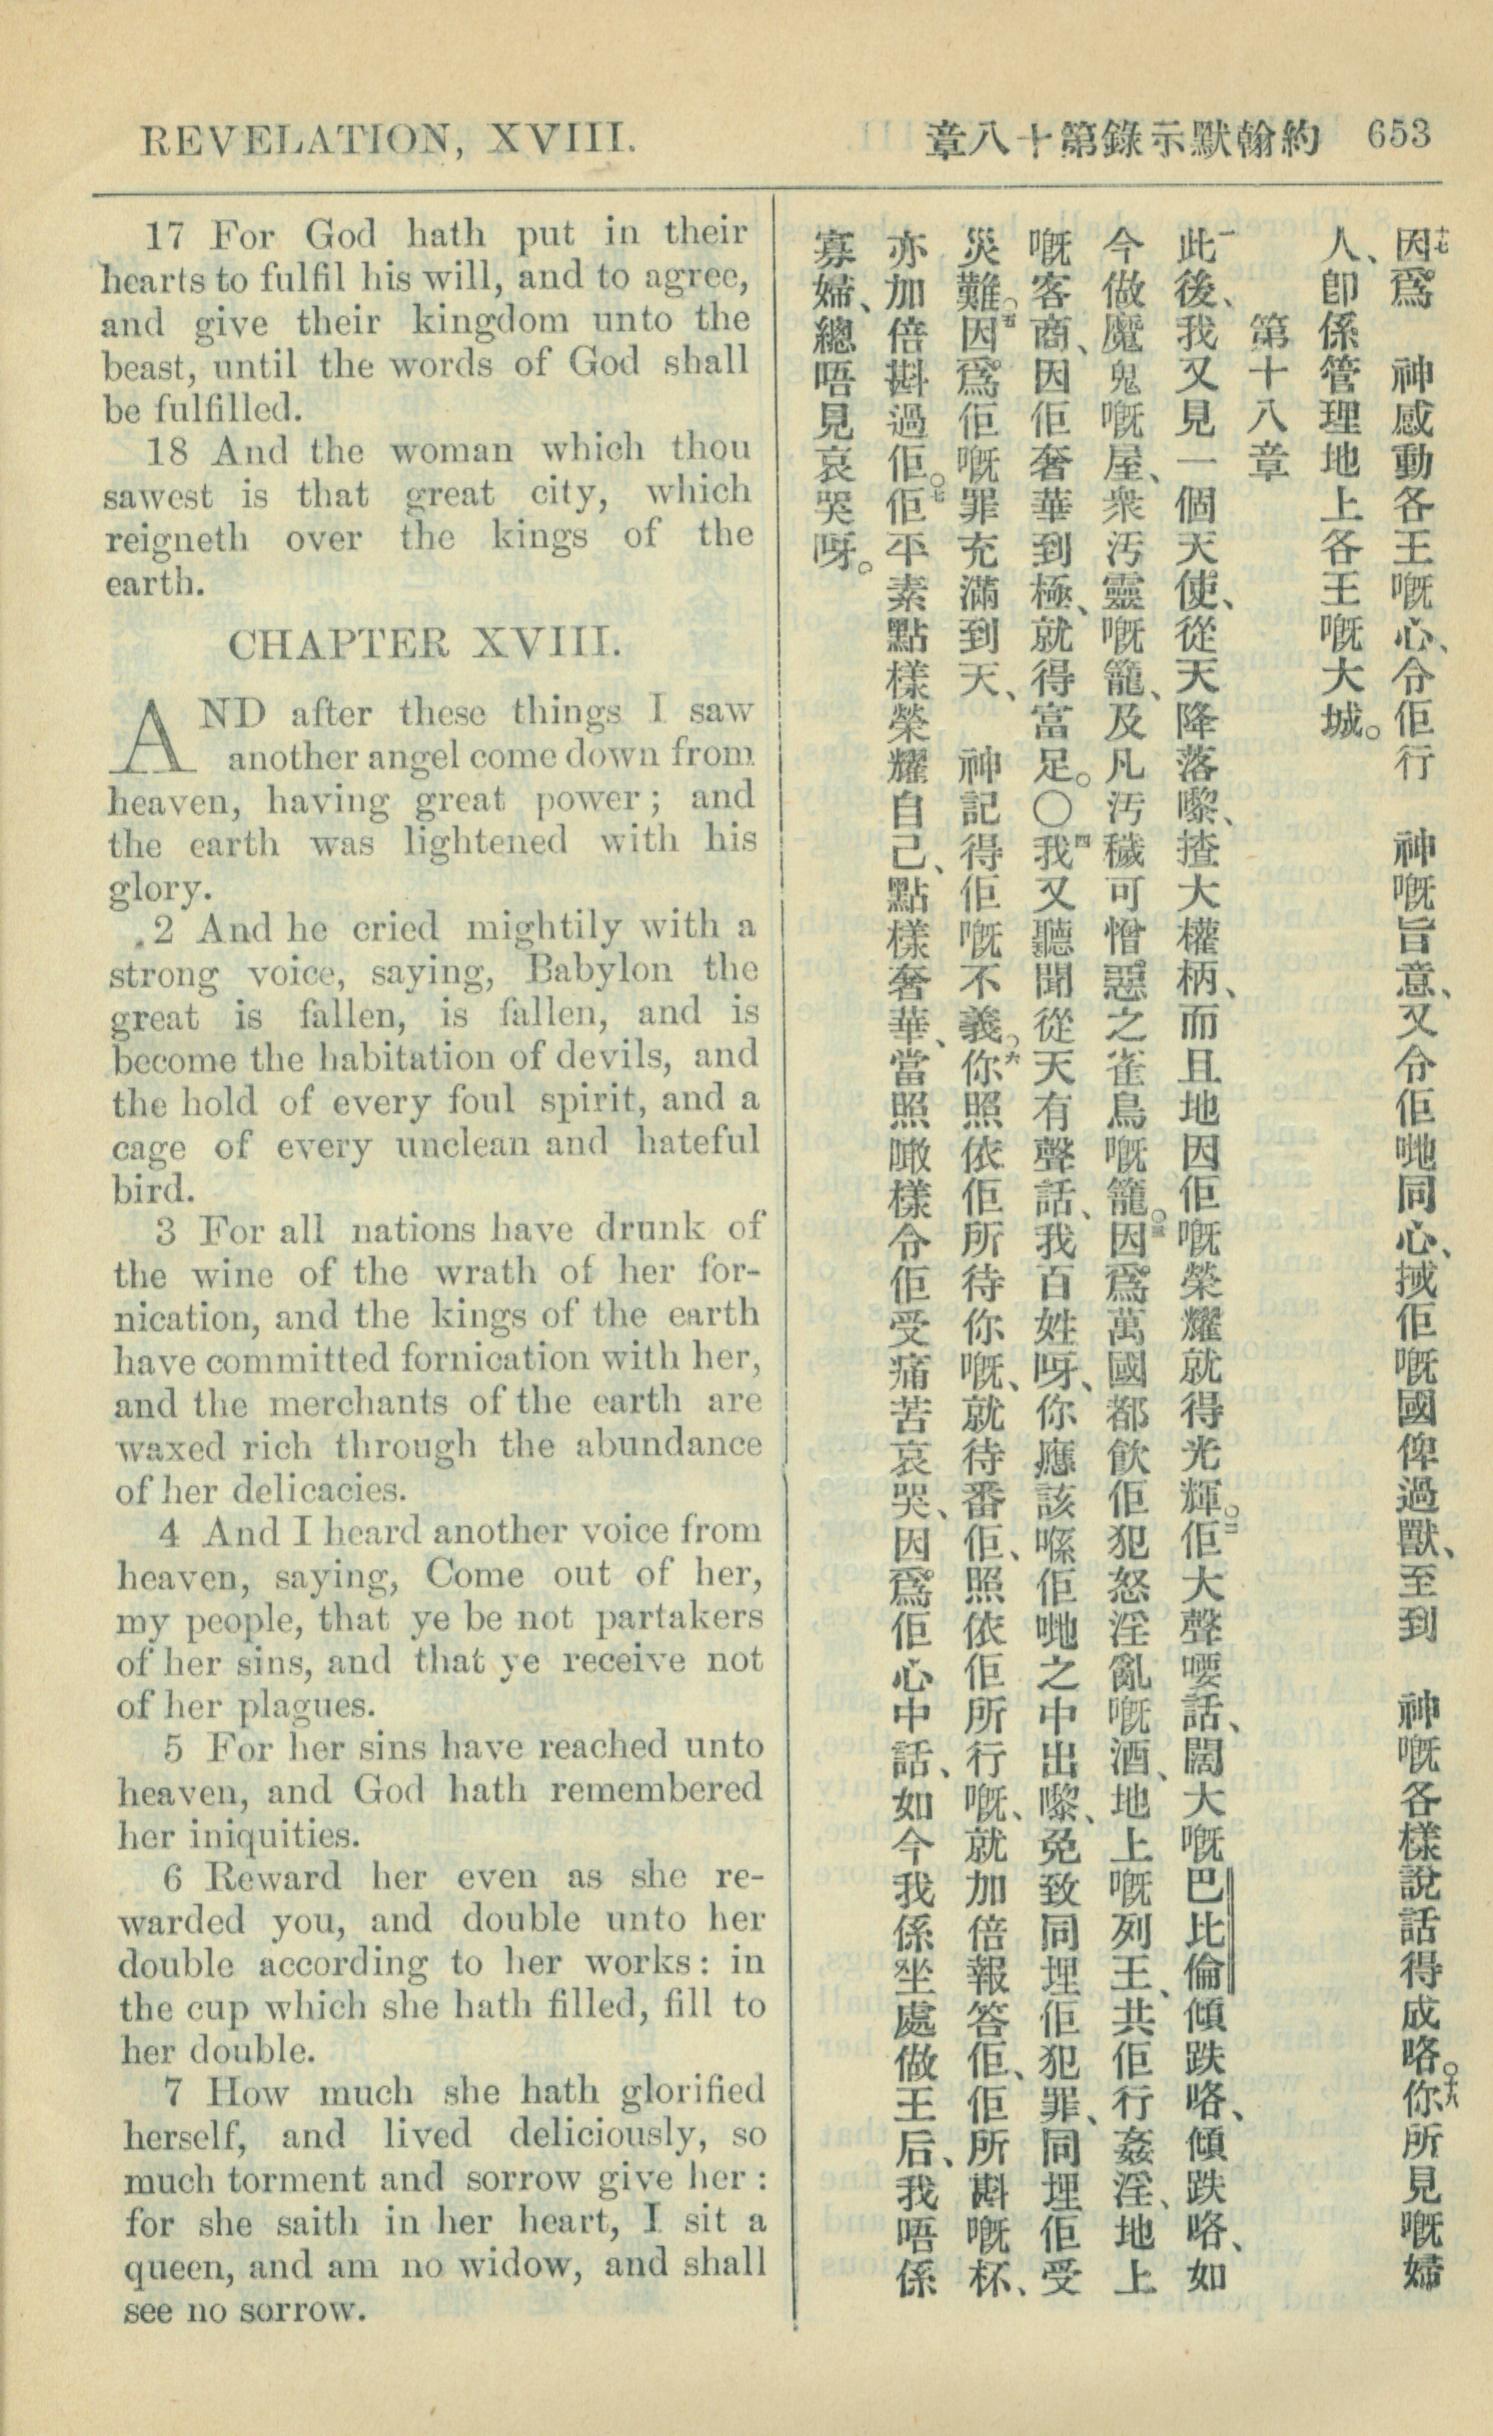 REVELATION, XVIII.
約翰默示錄第十八章 653
17 For God hath put in their
hearts to fulfil his will, and to agree,
and give their kingdom unto the
beast, until the words of God shall
be fulfilled.
18 And the woman which thou
sawest is that great city, which
reigneth over the kings of the
earth.
CHAPTER XVIII.
AND after these things I saw
another angel come down from
heaven, having great power; and
the earth was lightened with his
glory.
2 And he cried mightily with a
strong voice, saying, Babylon the
great is fallen, is fallen, and is
become the habitation of devils, and
the hold of every foul spirit, and a
cage of every unclean and hateful
bird.
3 For all nations have drunk of
the wine of the wrath of her for-
nication, and the kings of the earth
have committed fornication with her,
and the merchants of the earth are
waxed rich through the abundance
of her delicacies.
4 And I heard another voice from
heaven, saying, Come out of her,
my people, that ye be not partakers
of her sins, and that ye receive not
of her plagues.
5 For her sins have reached unto
heaven, and God hath remembered
her iniquities.
6 Reward her even as she re-
warded you, and double unto her
double according to her works: in
the cup which she hath filled, fill to
her double.
7 How much she hath glorified
herself, and lived deliciously, so
much torment and sorrow give her:
for she saith in her heart, I sit a
queen, and am no widow, and shall
see no sorrow.
十七因爲 神感動各王嘅心、令佢行 神嘅旨意、又令佢哋同心、攋佢嘅國俾過獸、至到 神嘅各樣說話得成咯。十八你所見嘅婦
人、卽係管理地上各王嘅大城。
第十八章
一此後、我又見一個天使、從天降落嚟、揸大權柄、而且地因佢嘅榮耀就得光輝。二佢大聲嗌話、闊大嘅巴比倫傾跌咯、傾跌咯、如
今做魔鬼嘅屋、衆汚靈嘅籠、及凡汚穢可憎惡之雀鳥嘅籠。三因爲萬國都飮佢犯怒淫亂嘅酒、地上嘅列王、共佢行姦淫、地上
嘅客商、因佢奢華到極、就得富足。〇四我又聽聞從天有聲話、我百姓呀、你應該喺佢哋之中出嚟、免致同埋佢犯罪、同埋佢受
災難。五因爲佢嘅罪充滿到天、 神記得佢嘅不義。六你照依佢所待你嘅、就待番佢、照依佢所行嘅、就加倍報答佢、佢所斟嘅杯、
亦加倍斟過佢。七佢平素點樣榮耀自己、點樣奢華、當照噉樣令佢受痛苦哀哭、因爲佢心中話、如今我係坐處做王后、我唔係
寡婦、總唔見哀哭呀。